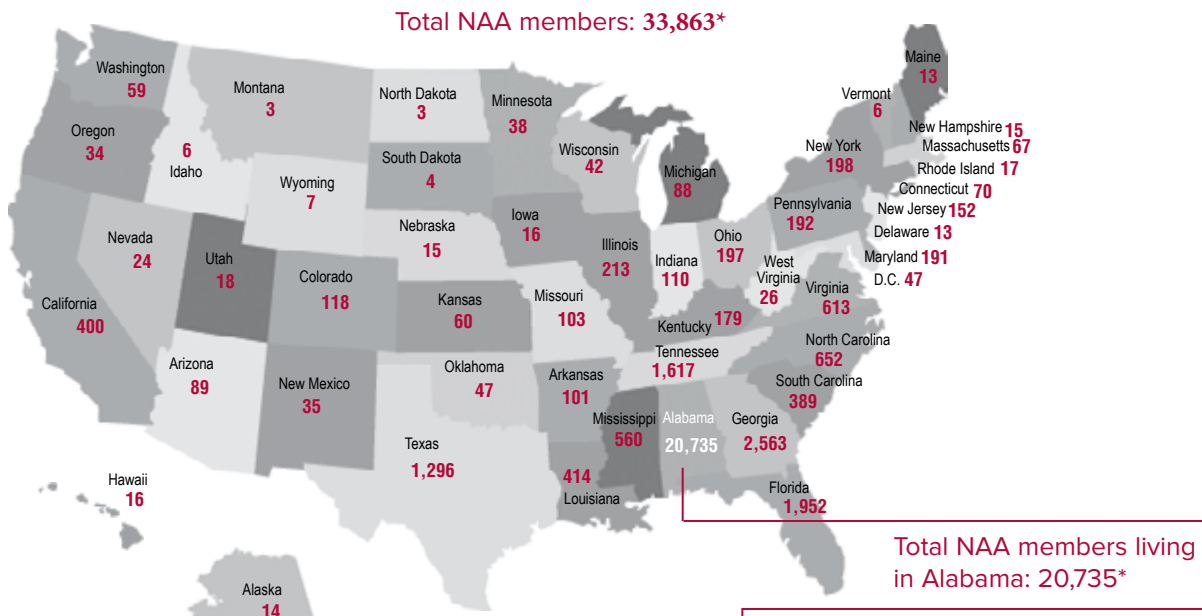 Total NAA members: 33,863*
Washington
59
Montana
3
North Dakota
3
Minnesota
38
Maine
13
Vermont
6
New Hampshire 15
Massachusetts 67
Rhode Island 17
Connecticut 70
New Jersey 152
Delaware 13
Maryland 191
D.C. 47
Oregon
34
6
Idaho
Wyoming
7
South Dakota
4
Wisconsin
42
Michigan
88
New York
198
Pennsylvania
192
Nevada
24
Utah
18
Nebraska
15
Iowa
16
Illinois
213
Indiana
110
Ohio
197
West
Virginia
26
Virginia
613
California
400
Colorado
118
Kansas
60
Missouri
103
Kentucky 179
North Carolina
652
Tennessee
1,617
South Carolina
389
Arizona
89
New Mexico
35
Oklahoma
47
Arkansas
101
Mississippi
560
Alabama
20,735
Georgia
2,563
Texas
1,296
414
Louisiana
Florida
1,952
Hawaii
16
Alaska
14
Total NAA members living
in Alabama: 20,735*